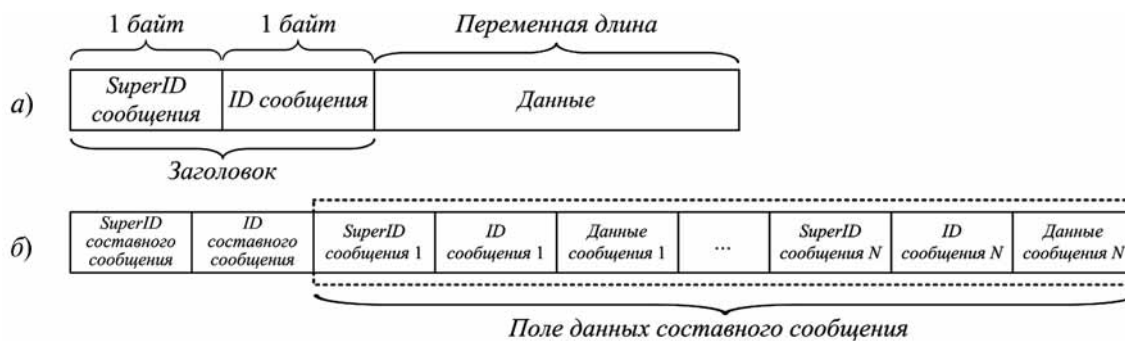 1 байт 1 байт Переменная длина
а) SuperID сообщения ID сообщения Данные
Заголовок
б) SuperID составного сообщения ID составного сообщения SuperID сообщения 1 ID сообщения 1 Данные сообщения 1 ... SuperID сообщения N ID сообщения N Данные сообщения N
Поле данных составного сообщения